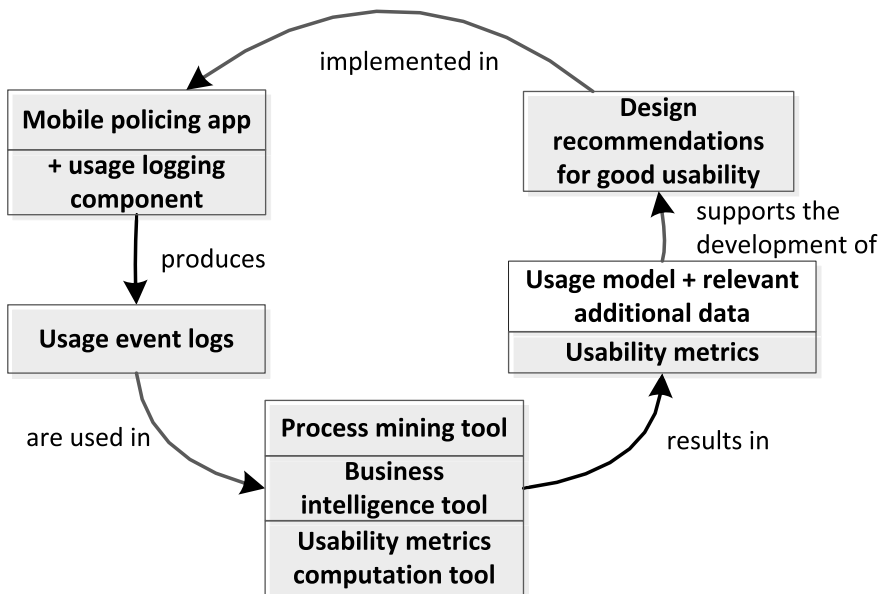 implemented in
Mobile policing app
+ usage logging
component
Design
recommendations
for good usability
produces
supports the
development of
Usage event logs
Usage model + relevant
additional data
Usability metrics
are used in
Process mining tool
Business
intelligence tool
Usability metrics
computation tool
results in